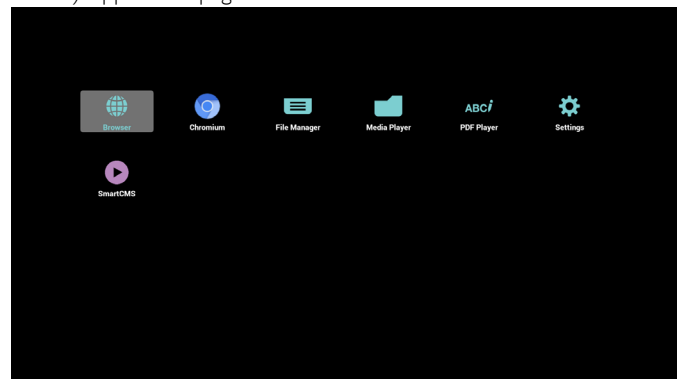 Browser
Chromium
File Manager
Media Player
ABCi
PDF Player
Settings
SmartCMS